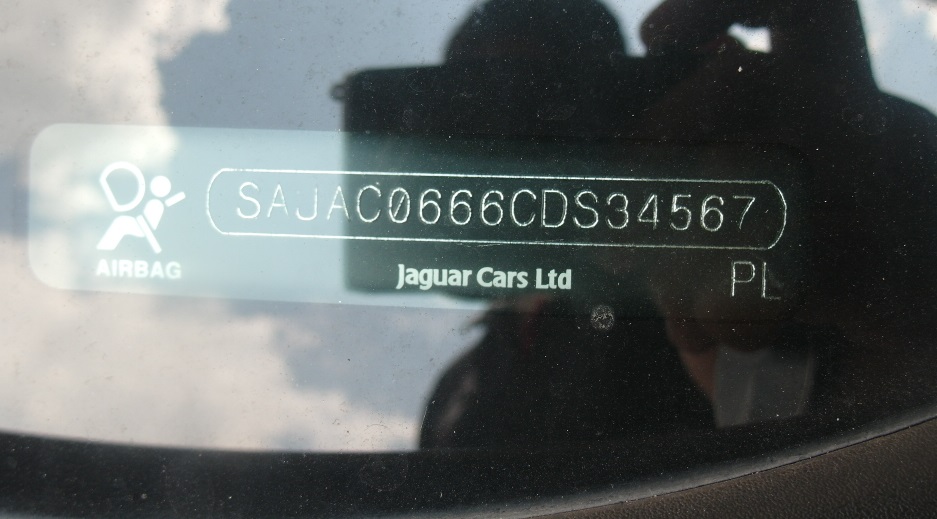 SAJAC0666CDS34567
AIRBAG
Jaguar Cars Ltd
PL